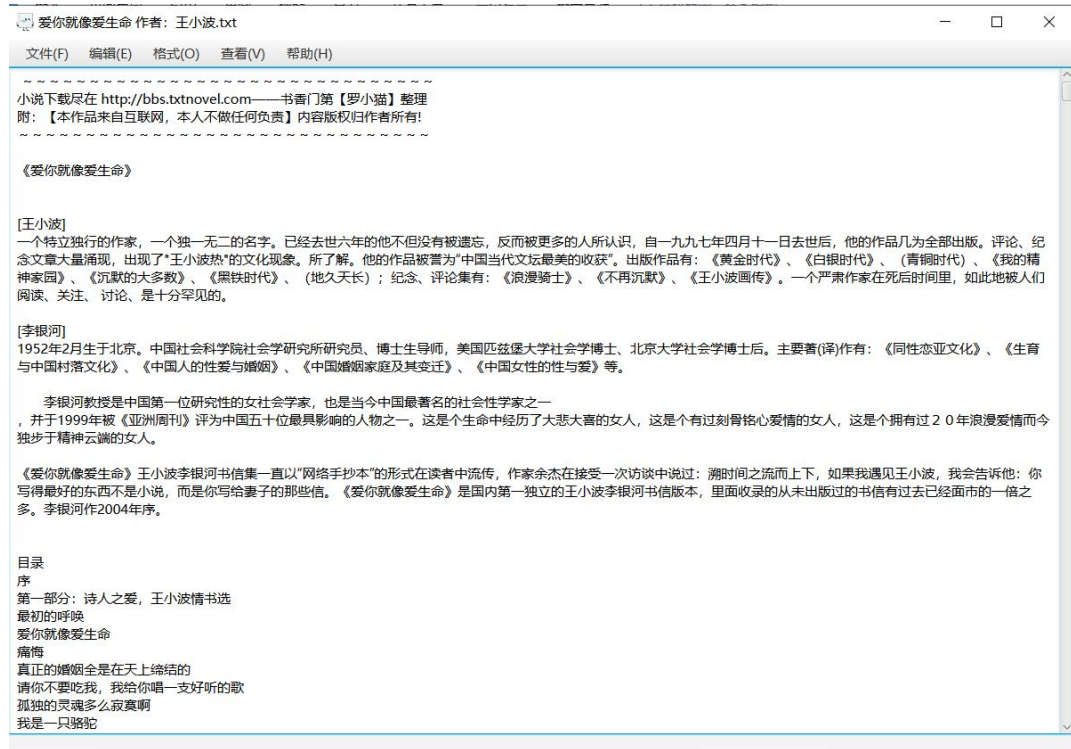 爱你就像爱生命 作者：王小波.txt
文件(F) 编辑(E) 格式(O) 查看(V) 帮助(H)
～～～～～～～～～～～～～～～～～～～～～～～～～～～～～～～
小说下载尽在 http://bbs.txtnovel.com——书香门第【罗小猫】整理
附：【本作品来自互联网，本人不做任何负责】内容版权归作者所有!
～～～～～～～～～～～～～～～～～～～～～～～～～～～～～～～
《爱你就像爱生命》
[王小波]
一个特立独行的作家，一个独一无二的名字。已经去世六年的他不但没有被遗忘，反而被更多的人所认识，自一九九七年四月十一日去世后，他的作品几为全部出版。评论、纪
念文章大量涌现，出现了*王小波热*的文化现象。所了解。他的作品被誉为“中国当代文坛最美的收获”。出版作品有：《黄金时代》、《白银时代》、（青铜时代）、《我的精
神家园》、《沉默的大多数》、《黑铁时代》、（地久天长）；纪念、评论集有：《浪漫骑士》、《不再沉默》、《王小波画传》。一个严肃作家在死后时间里，如此地被人们
阅读、关注、 讨论、是十分罕见的。
[李银河]
1952年2月生于北京。中国社会科学院社会学研究所研究员、博士生导师，美国匹兹堡大学社会学博士、北京大学社会学博士后。主要著(译)作有：《同性恋亚文化》、《生育
与中国村落文化》、《中国人的性爱与婚姻》、《中国婚姻家庭及其变迁》、《中国女性的性与爱》等。
李银河教授是中国第一位研究性的女社会学家，也是当今中国最著名的社会性学家之一
，并于1999年被《亚洲周刊》评为中国五十位最具影响的人物之一。这是个生命中经历了大悲大喜的女人，这是个有过刻骨铭心爱情的女人，这是个拥有过２０年浪漫爱情而今
独步于精神云端的女人。
《爱你就像爱生命》王小波李银河书信集一直以“网络手抄本”的形式在读者中流传，作家余杰在接受一次访谈中说过：溯时间之流而上下，如果我遇见王小波，我会告诉他：你
写得最好的东西不是小说，而是你写给妻子的那些信。《爱你就像爱生命》是国内第一独立的王小波李银河书信版本，里面收录的从未出版过的书信有过去已经面市的一倍之
多。李银河作2004年序。
目录
序
第一部分：诗人之爱，王小波情书选
最初的呼唤
爱你就像爱生命
痛悔
真正的婚姻全是在天上缔结的
请你不要吃我，我给你唱一支好听的歌
孤独的灵魂多么寂寞啊
我是一只骆驼